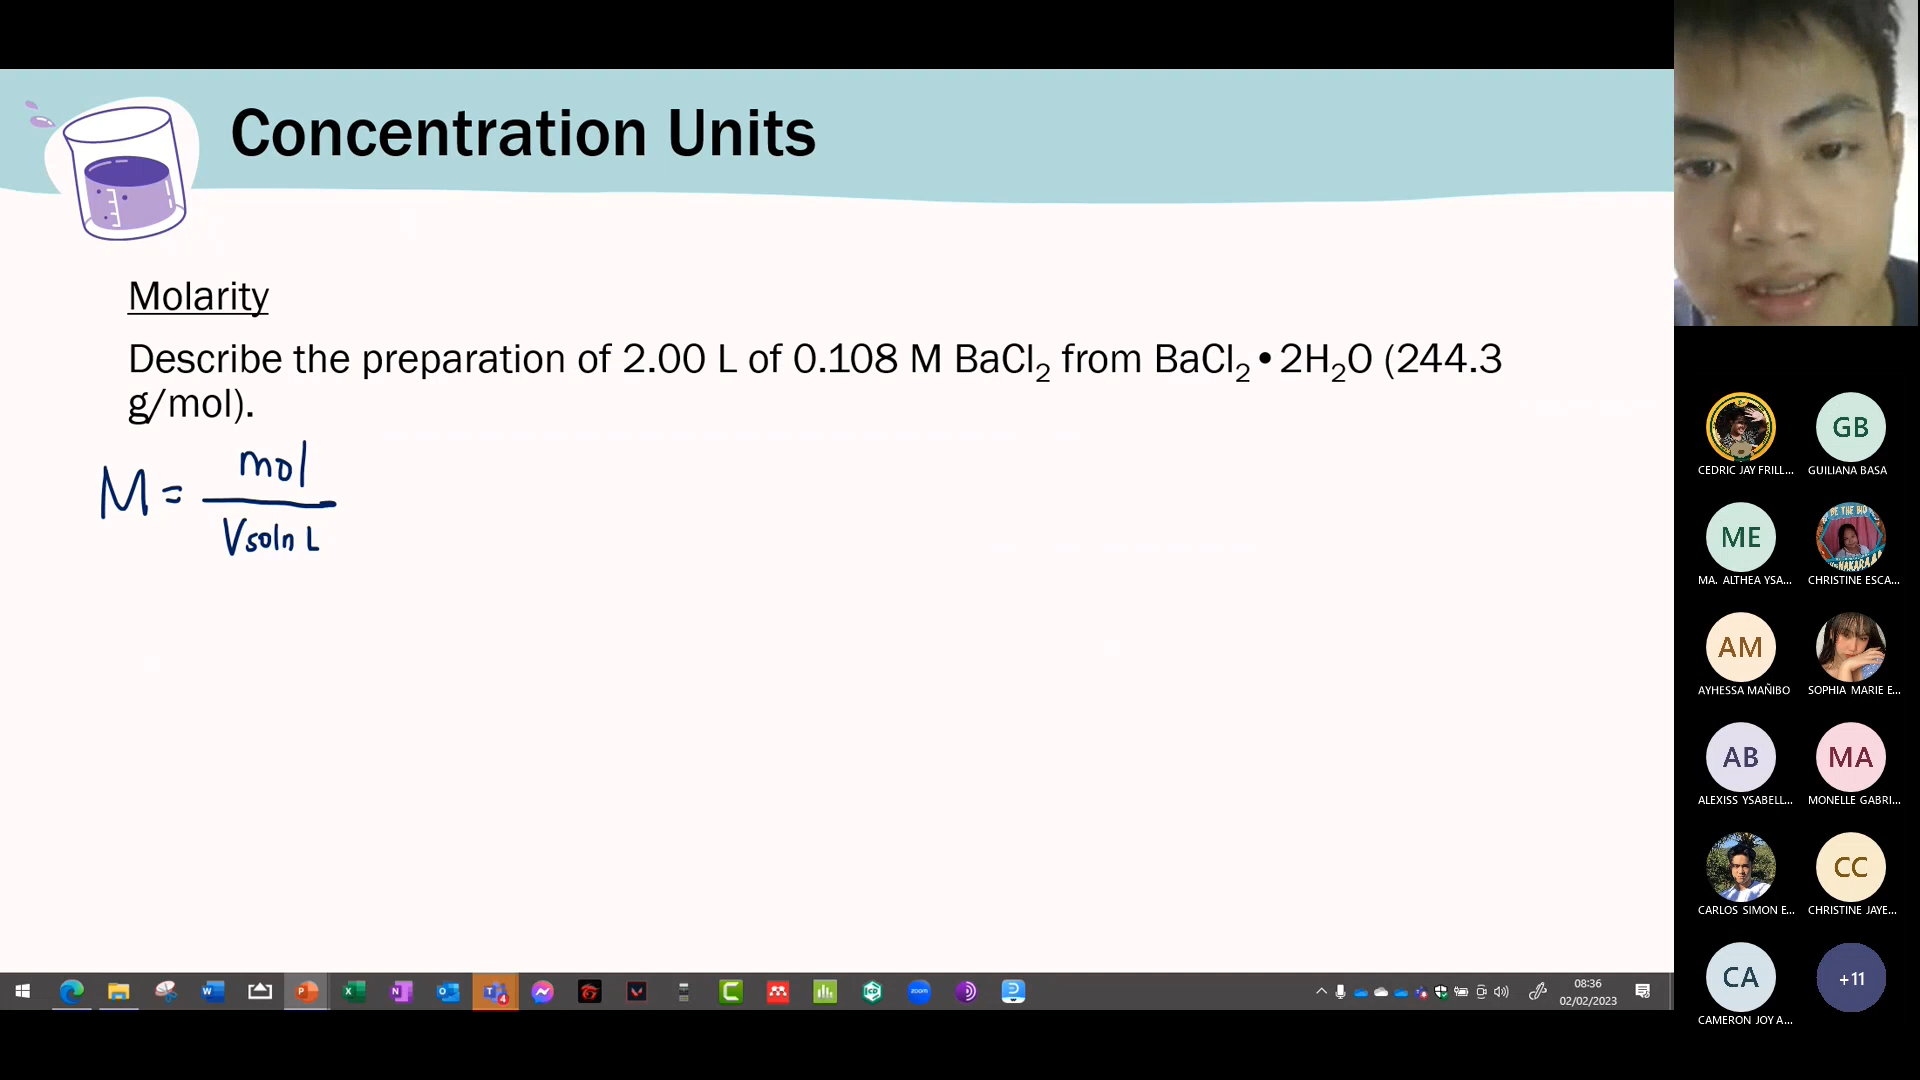 Concentration Units
Molarity
Describe the preparation of 2.00 L of 0.108 M BaCl₂ from BaCl₂•2H₂O (244.3
g/mol).
M = mol
Vsoln L
GB
CEDRIC JAY FRILL...
GUILIANA BASA
ME
MA. ALTHEA YSA...
CHRISTINE ESCA...
AM
AYHESSA MAÑIBO
SOPHIA MARIE E...
AB
MA
ALEXISS YSABELL...
MONELLE GABRI...
CC
CARLOS SIMON E...
CHRISTINE JAYE...
CA
+11
CAMERON JOY A...
08:36
02/02/2023
zoom